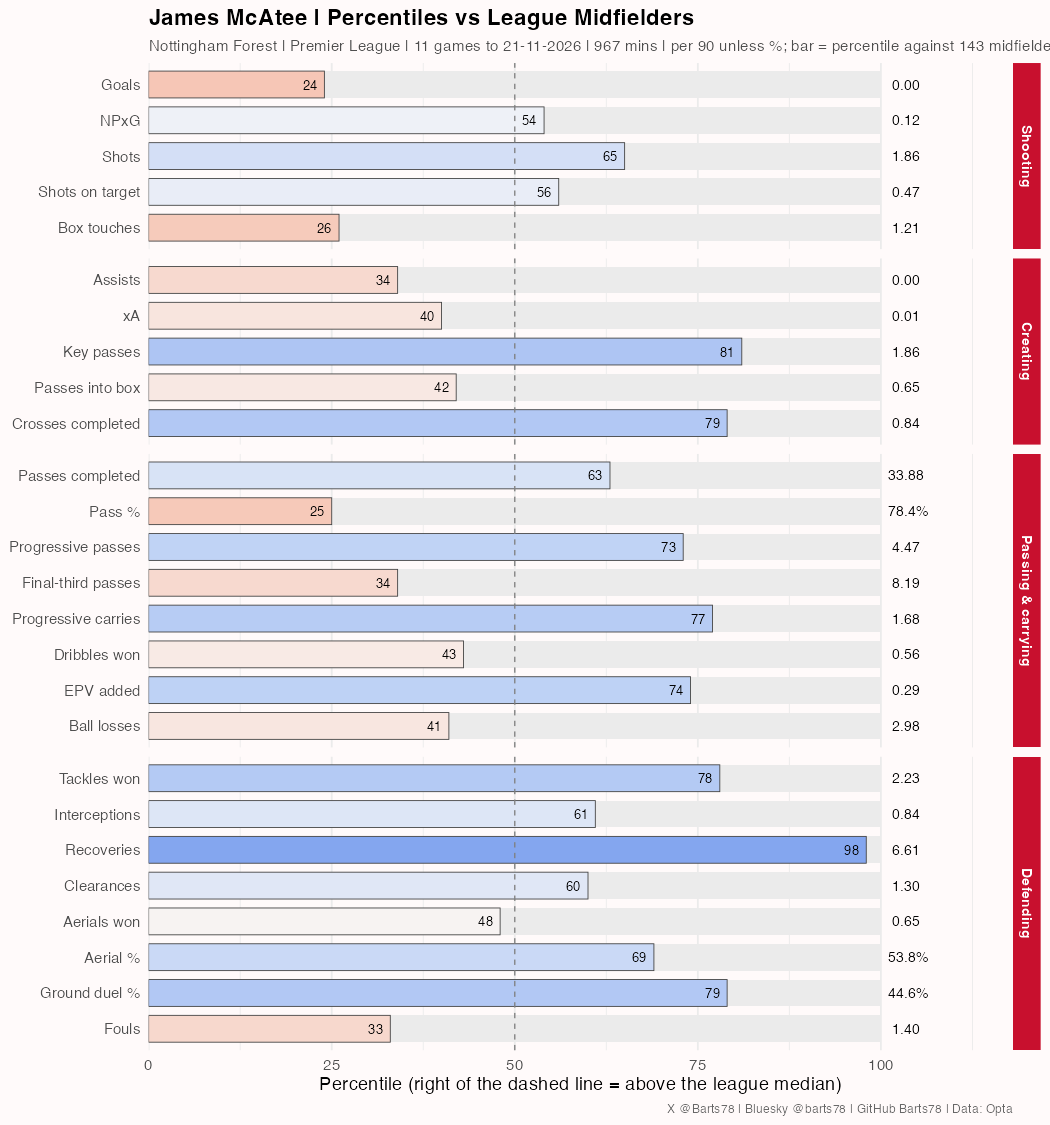 James McAtee | Percentiles vs League Midfielders
Nottingham Forest | Premier League | 11 games to 21-11-2026 | 967 mins | per 90 unless %; bar = percentile against 143 midfielde
Shooting
Goals 24 0.00
NPxG 54 0.12
Shots 65 1.86
Shots on target 56 0.47
Box touches 26 1.21
Creating
Assists 34 0.00
xA 40 0.01
Key passes 81 1.86
Passes into box 42 0.65
Crosses completed 79 0.84
Passing & carrying
Passes completed 63 33.88
Pass % 25 78.4%
Progressive passes 73 4.47
Final-third passes 34 8.19
Progressive carries 77 1.68
Dribbles won 43 0.56
EPV added 74 0.29
Ball losses 41 2.98
Defending
Tackles won 78 2.23
Interceptions 61 0.84
Recoveries 98 6.61
Clearances 60 1.30
Aerials won 48 0.65
Aerial % 69 53.8%
Ground duel % 79 44.6%
Fouls 33 1.40
0 25 50 75 100
Percentile (right of the dashed line = above the league median)
X @Barts78 | Bluesky @barts78 | GitHub Barts78 | Data: Opta